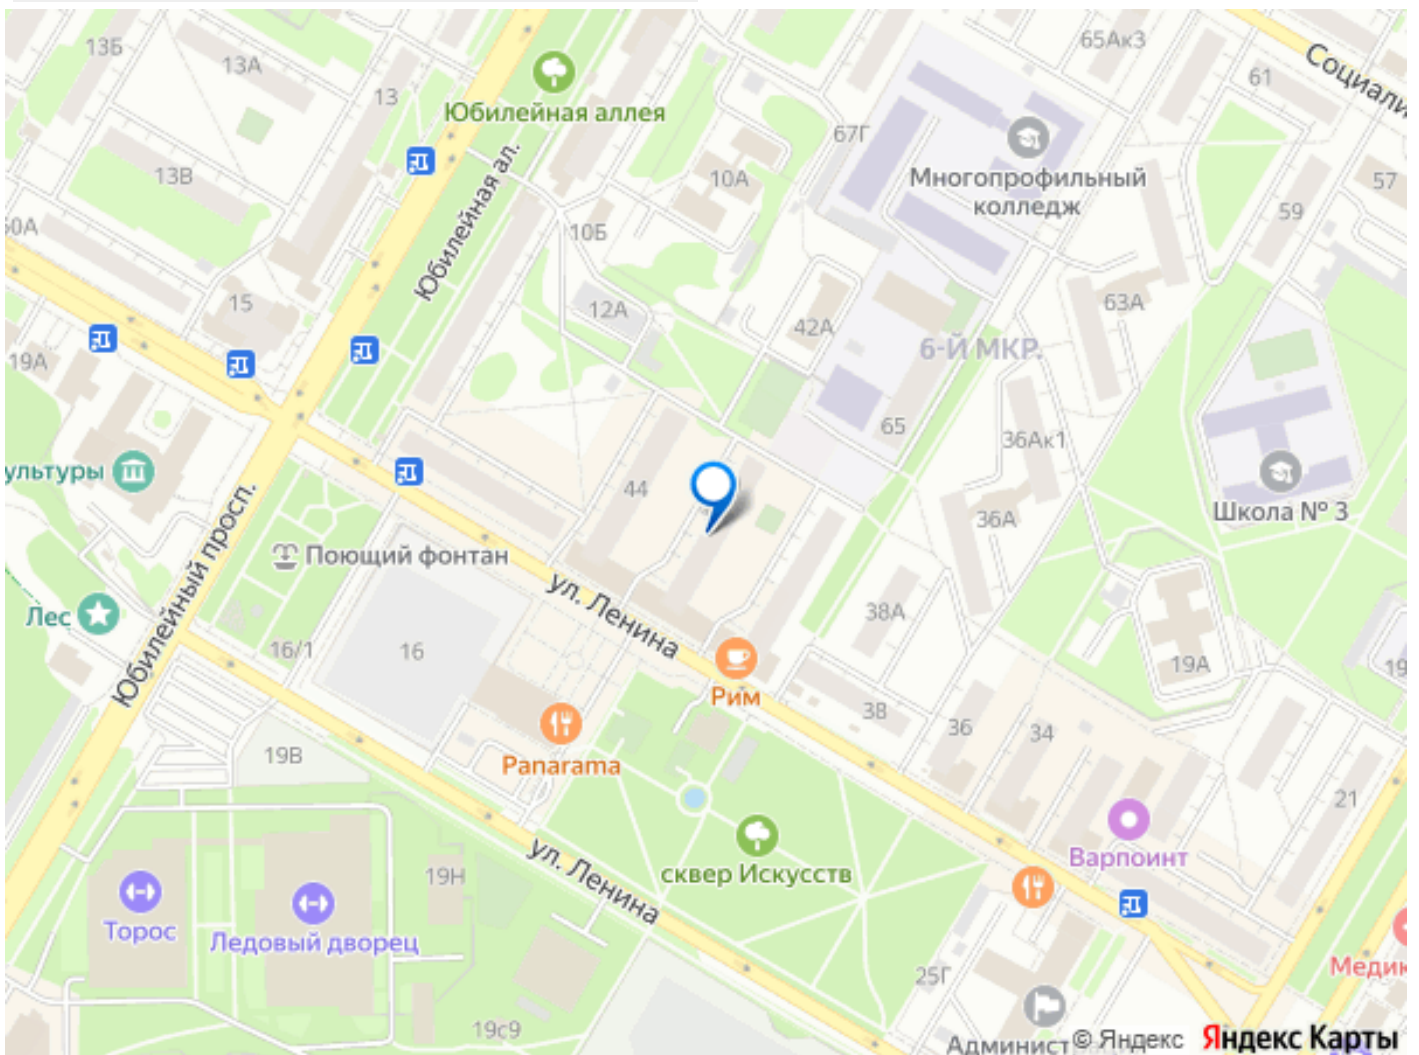 13Б
13А
13
65Ак3
Социали
61
Юбилейная аллея
67Г
Многопрофильный
колледж
13В
10А
57
59
Юбилейная ал.
10Б
15
12А
42А
63А
19А
6-Й МКР.
65
36Ак1
ультуры
44
Школа № 3
36А
Юбилейный просп.
Поющий фонтан
ул. Ленина
Лес
38А
16/1
16
19А
19
Рим
38
36
34
19В
Panarama
21
Варпоинт
сквер Искусств
ул. Ленина
19Н
Торос
Ледовый дворец
Медик
25Г
19с9
Админист
© Яндекс
Яндекс Карты